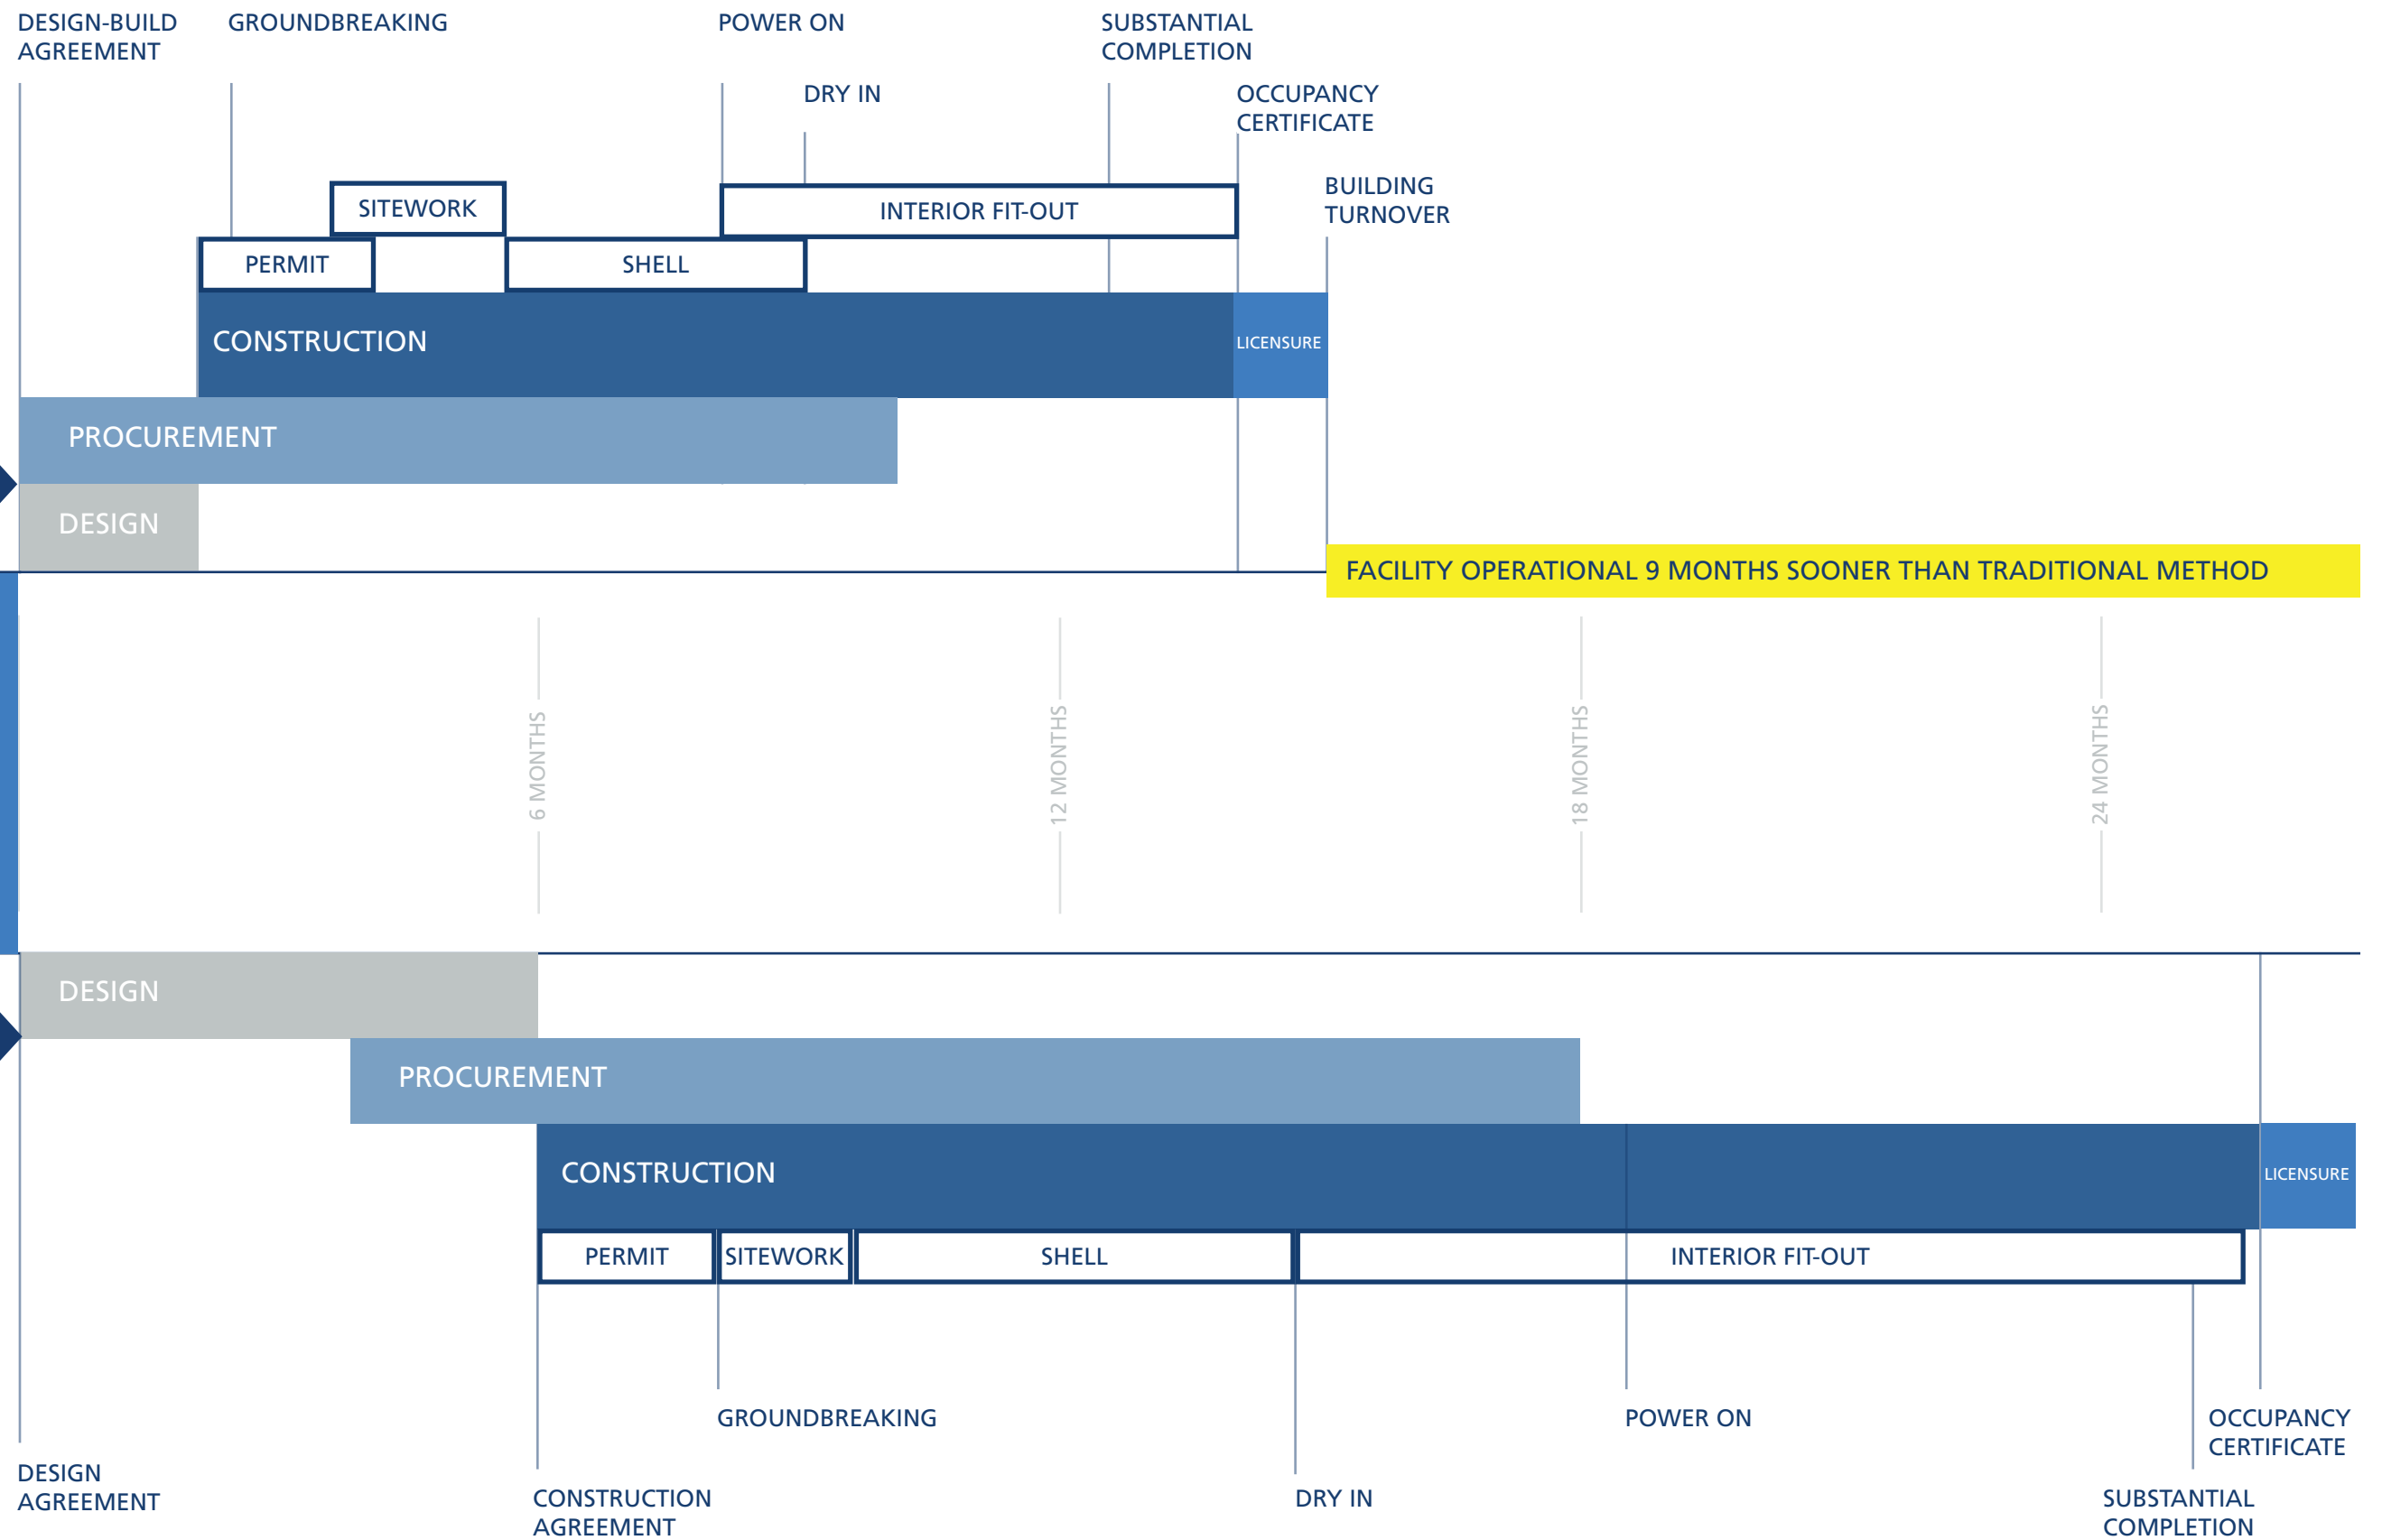 DESIGN-BUILD
AGREEMENT
GROUNDBREAKING
POWER ON
SUBSTANTIAL
COMPLETION
DRY IN
OCCUPANCY
CERTIFICATE
BUILDING
TURNOVER
SITEWORK
INTERIOR FIT-OUT
PERMIT
SHELL
CONSTRUCTION
LICENSURE
PROCUREMENT
DESIGN
FACILITY OPERATIONAL 9 MONTHS SOONER THAN TRADITIONAL METHOD
6 MONTHS
12 MONTHS
18 MONTHS
24 MONTHS
DESIGN
PROCUREMENT
CONSTRUCTION
LICENSURE
PERMIT
SITEWORK
SHELL
INTERIOR FIT-OUT
GROUNDBREAKING
POWER ON
OCCUPANCY
CERTIFICATE
DESIGN
AGREEMENT
CONSTRUCTION
AGREEMENT
DRY IN
SUBSTANTIAL
COMPLETION